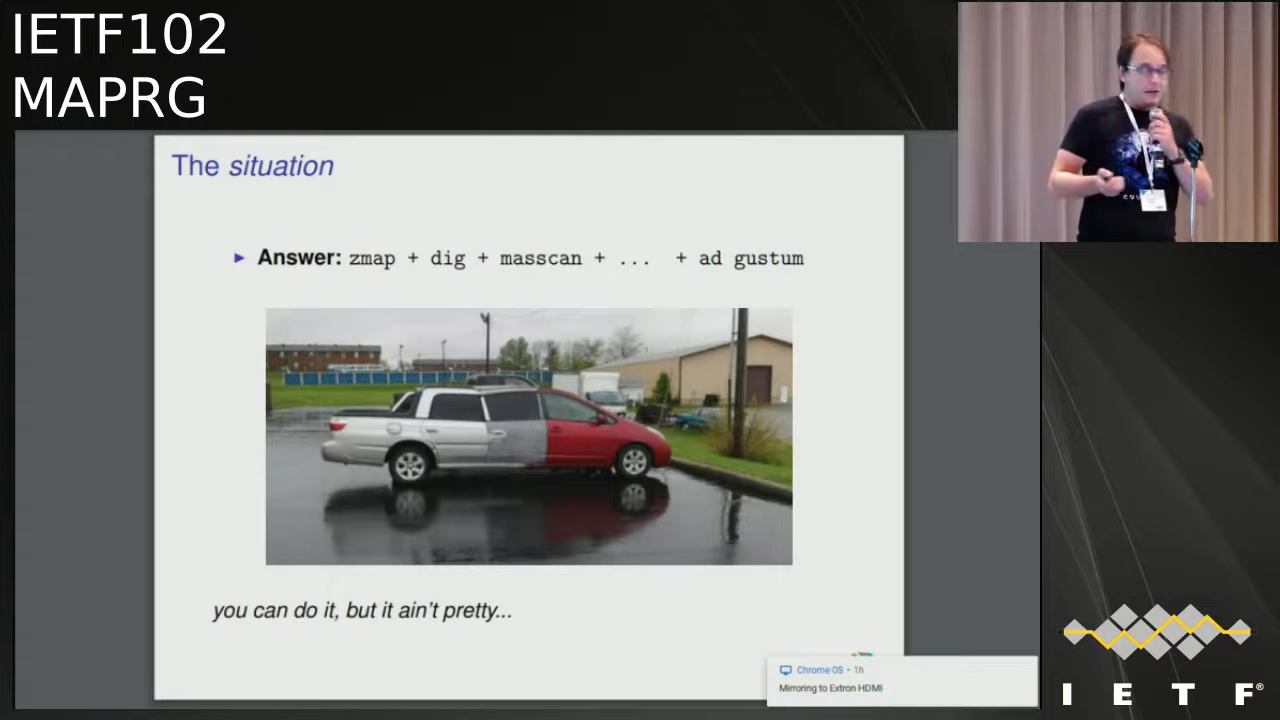 IETF102
MAPRG
The situation
► Answer: zmap + dig + masscan + ... + ad gustum
you can do it, but it ain't pretty...
Chrome OS • 1h
Mirroring to Extron HDMI
I E T F®